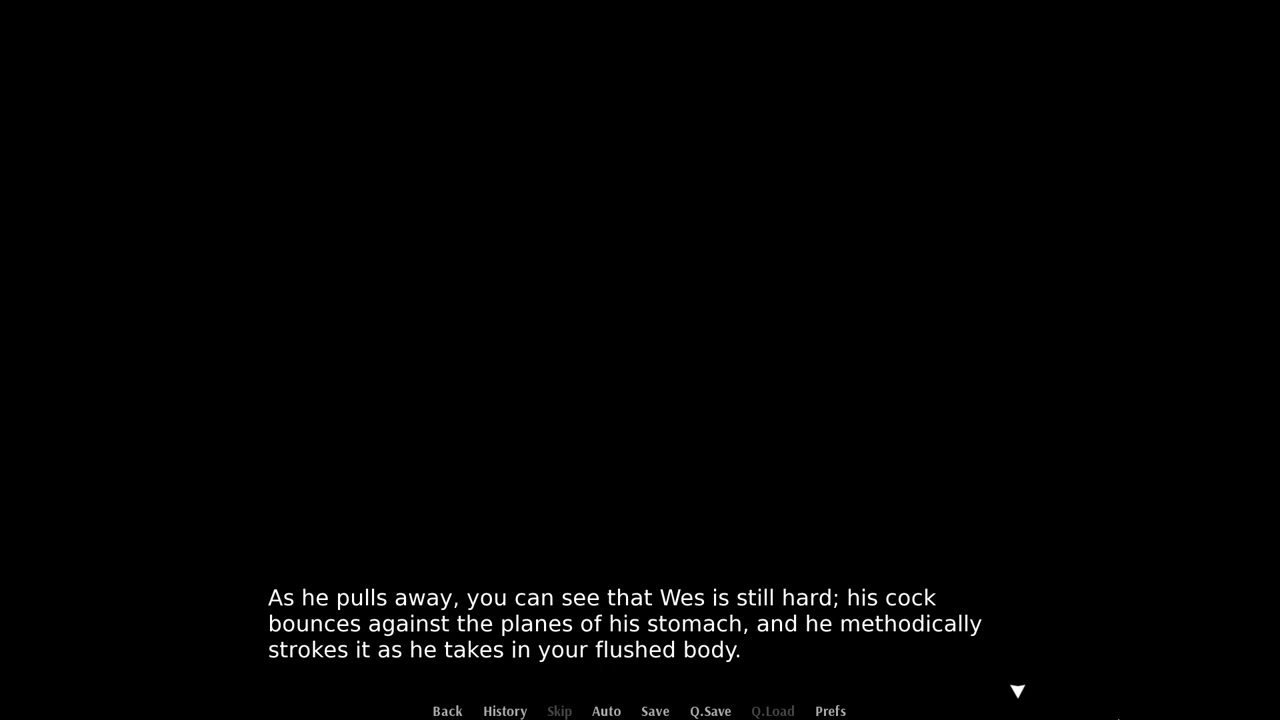 As he pulls away, you can see that Wes is still hard; his cock
bounces against the planes of his stomach, and he methodically
strokes it as he takes in your flushed body.
Back History Skip Auto Save Q.Save Q.Load Prefs